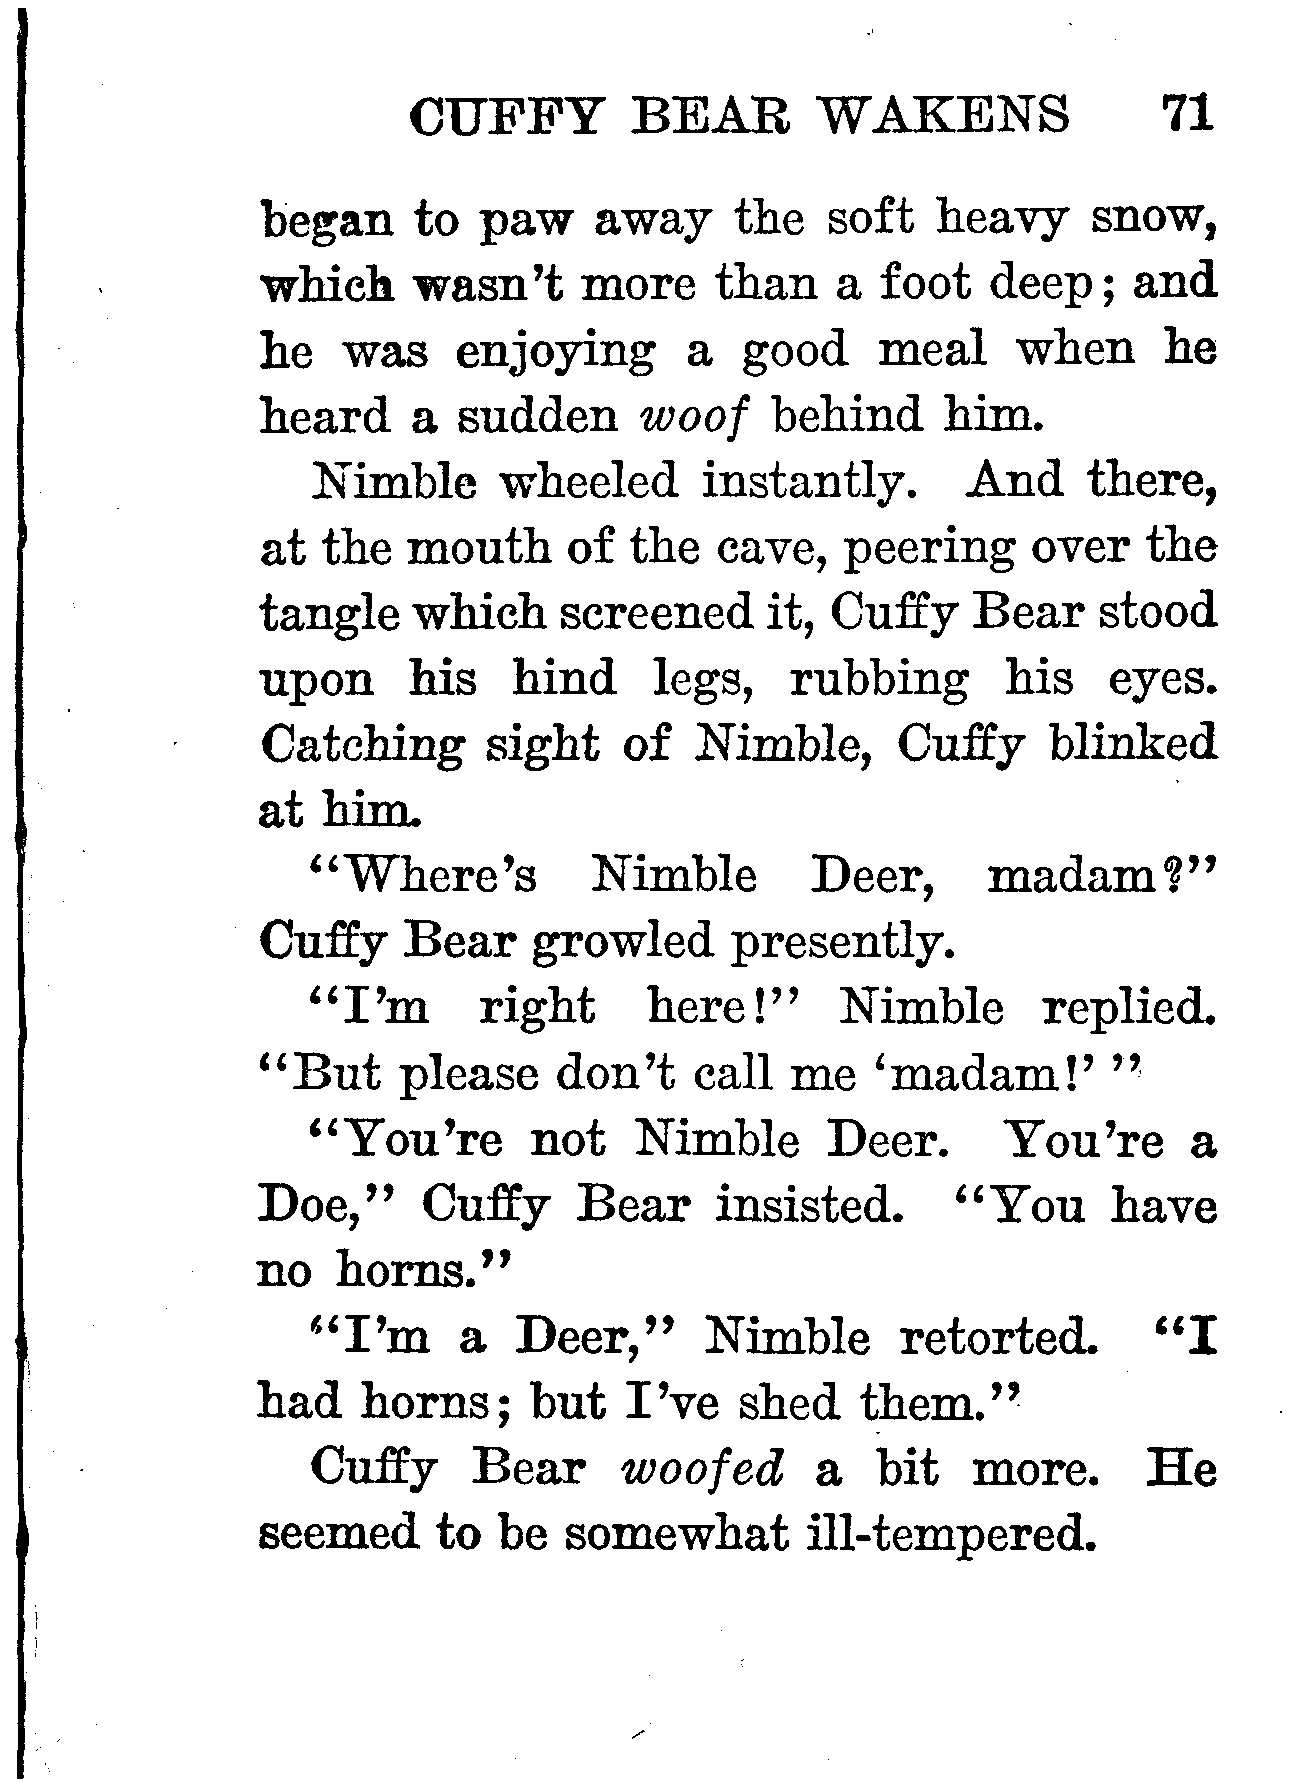 CUFFY BEAR WAKENS 71
began to paw away the soft heavy snow,
which wasn't more than a foot deep; and
he was enjoying a good meal when he
heard a sudden woof behind him.
Nimble wheeled instantly. And there,
at the mouth of the cave, peering over the
tangle which screened it, Cuffy Bear stood
upon his hind legs, rubbing his eyes.
Catching sight of Nimble, Cuffy blinked
at him.
"Where's Nimble Deer, madam?"
Cuffy Bear growled presently.
"I'm right here!" Nimble replied.
"But please don't call me 'madam!' "
"You're not Nimble Deer. You're a
Doe," Cuffy Bear insisted. "You have
no horns."
"I'm a Deer," Nimble retorted. "I
had horns; but I've shed them."
Cuffy Bear woofed a bit more. He
seemed to be somewhat ill-tempered.